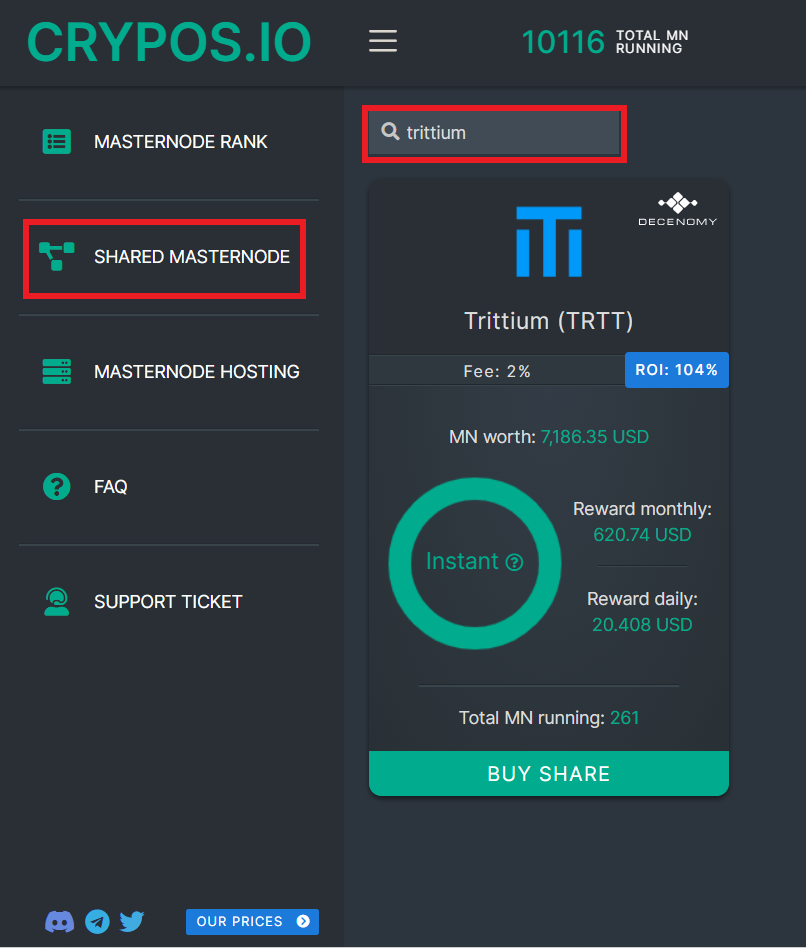 CRYPOS.IO
10116 TOTAL MN
RUNNING
MASTERNODE RANK
SHARED MASTERNODE
MASTERNODE HOSTING
FAQ
SUPPORT TICKET
OUR PRICES
trittium
DECENOMY
Trittium (TRTT)
Fee: 2%
ROI: 104%
MN worth: 7,186.35 USD
Instant
Reward monthly:
620.74 USD
Reward daily:
20.408 USD
Total MN running: 261
BUY SHARE